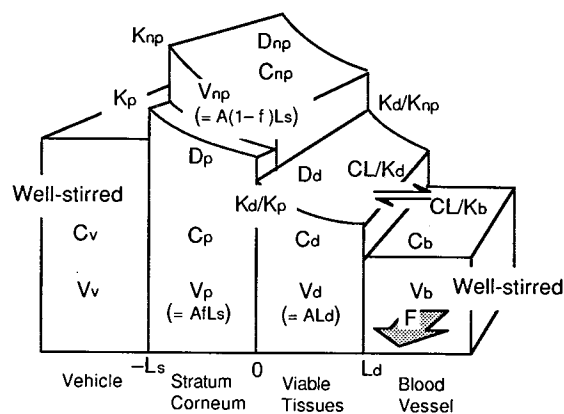 Knp
Dnp
Cnp
Kp
Vnp
(= A(1-f)Ls)
Kd/Knp
Dp
Dd
CL/Kd
Well-stirred
Kd/Kp
CL/Kb
Cv
Cp
Cd
Cb
Vv
Vp
(= AfLs)
Vd
(= ALd)
Vb
Well-stirred
F
-Ls
0
Ld
Vehicle
Stratum
Corneum
Viable
Tissues
Blood
Vessel